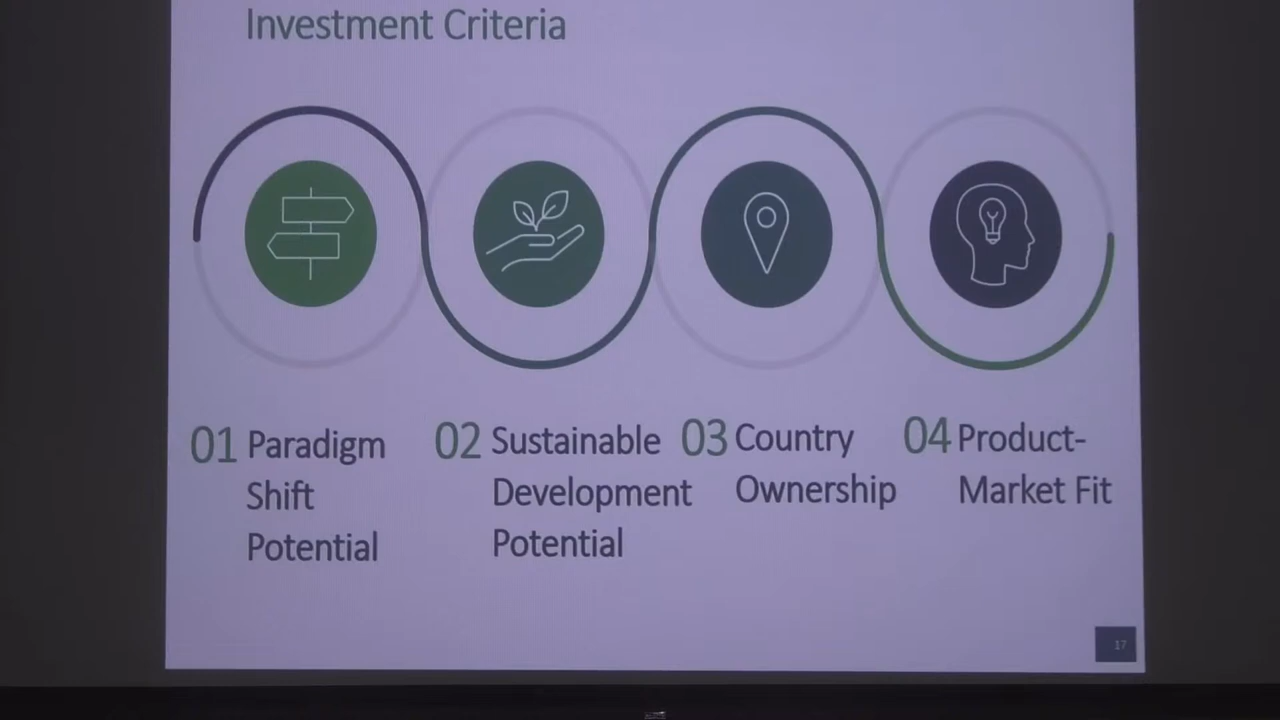 Investment Criteria
01 Paradigm
Shift
Potential
02 Sustainable
Development
Potential
03 Country
Ownership
04 Product-
Market Fit
17